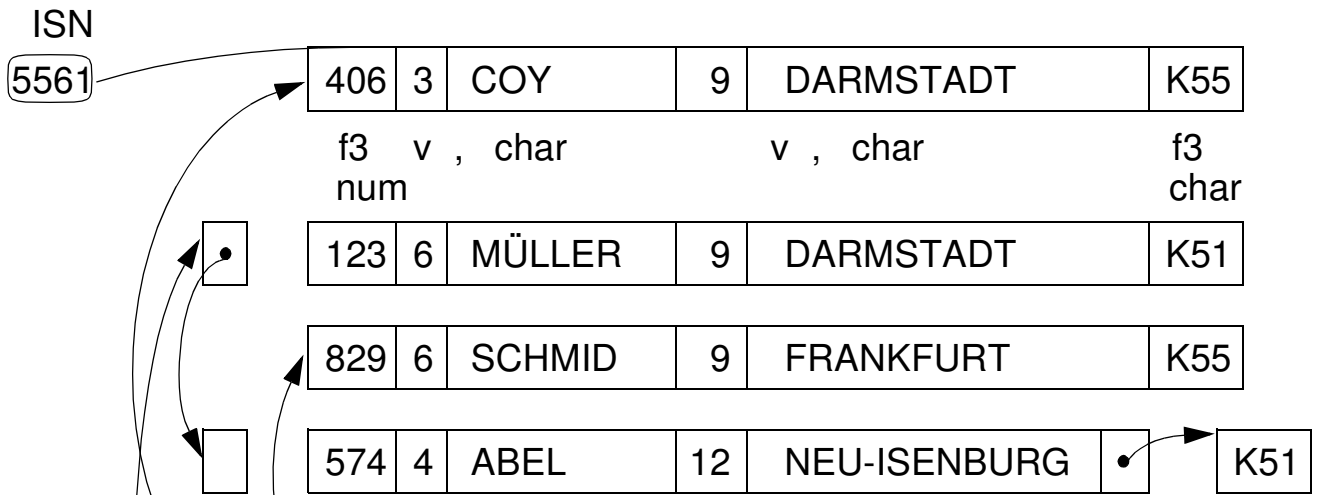 ISN
5561 406 3 COY 9 DARMSTADT K55
f3 v , char v , char f3
num char
123 6 MÜLLER 9 DARMSTADT K51
829 6 SCHMID 9 FRANKFURT K55
574 4 ABEL 12 NEU-ISENBURG K51